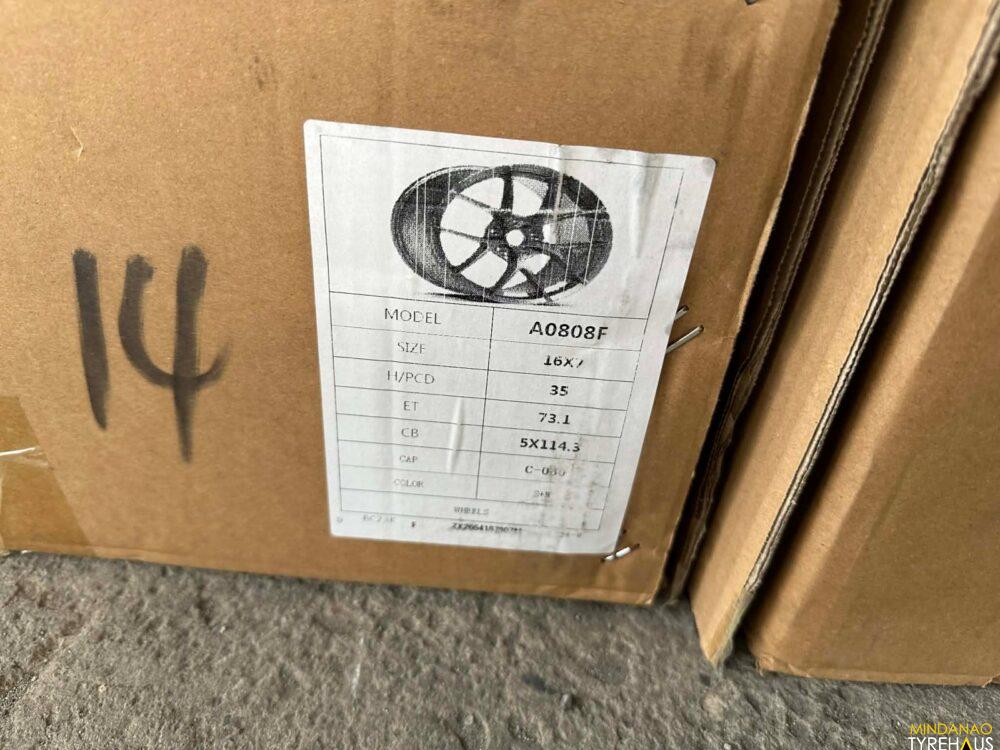 14
MODEL A0808F
SIZE 16X7
H/PCD 35
ET 73.1
CB 5X114.3
CAP
COLOR
WHEELS
MINDANAO
TYREHAUS